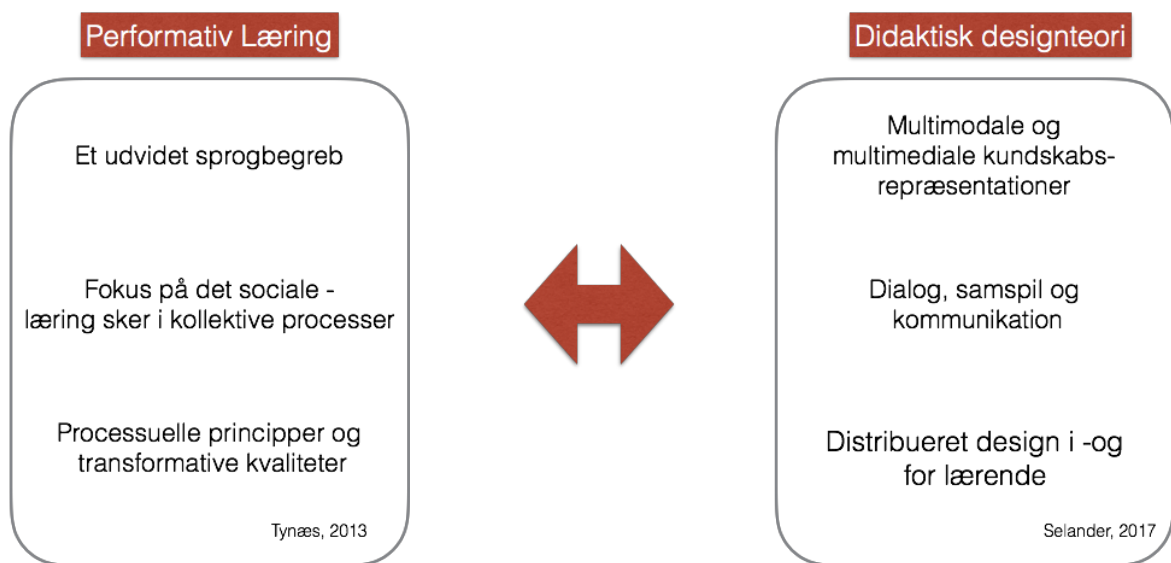 Performativ Læring
Et udvidet sprogbegreb
Fokus på det sociale -
læring sker i kollektive processer
Processuelle principper og
transformative kvaliteter
Tynæs, 2013
Didaktisk designteori
Multimodale og
multimediale kundskabs-
repræsentationer
Dialog, samspil og
kommunikation
Distribueret design i -og
for lærende
Selander, 2017